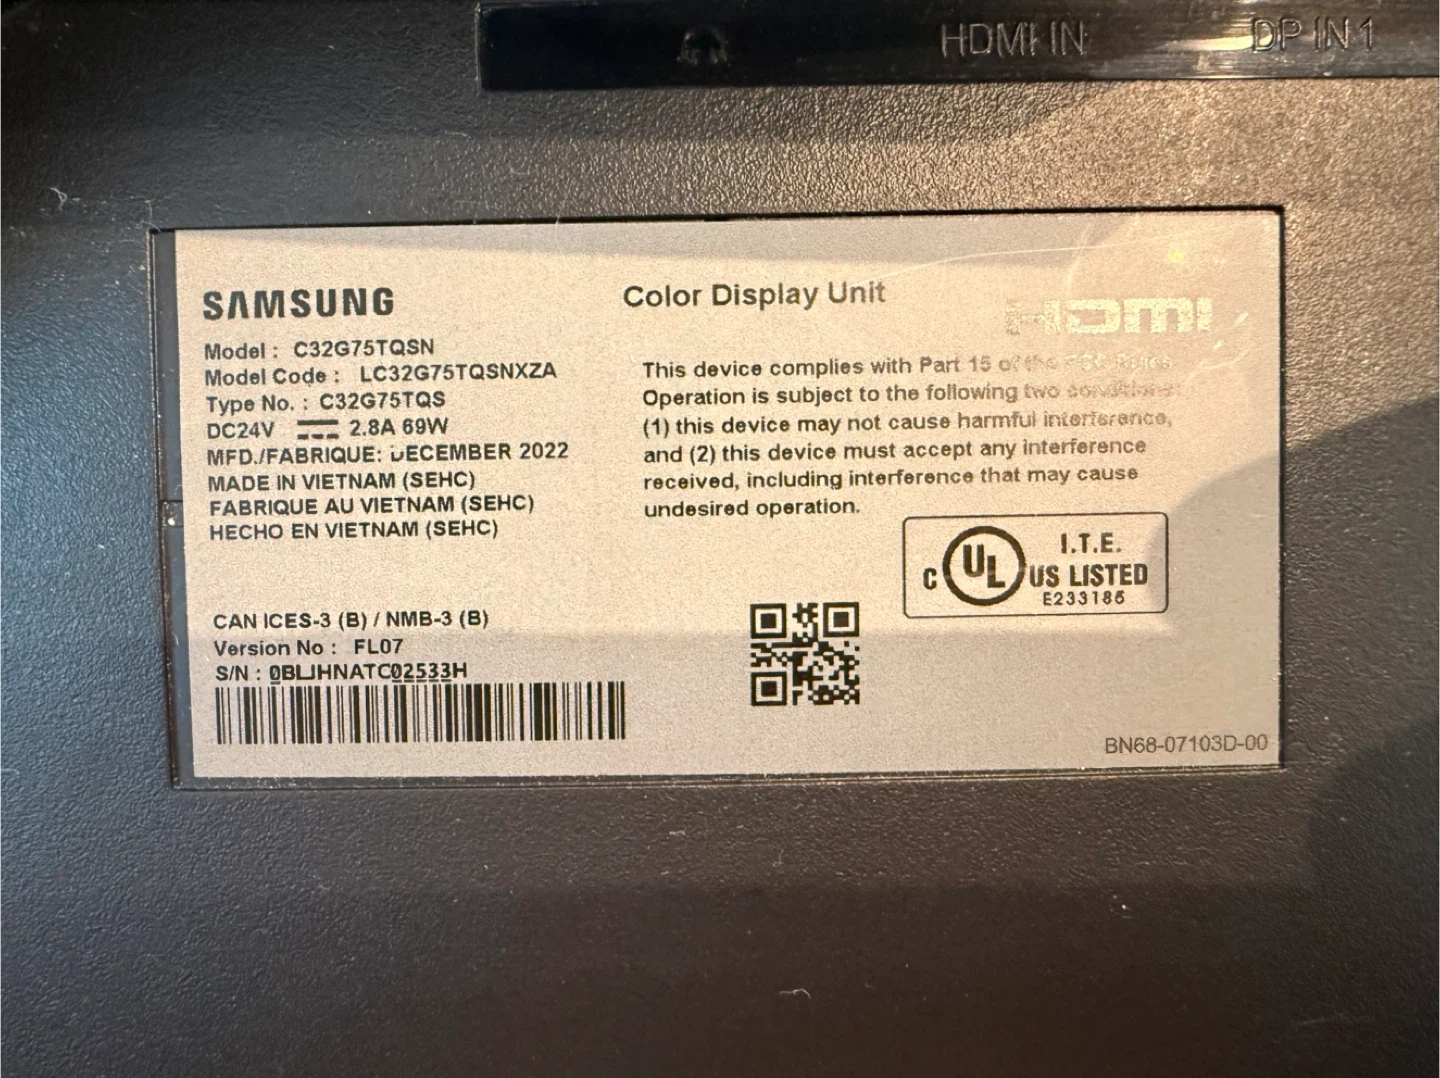 HDMI IN
DP IN 1
SAMSUNG
Color Display Unit
HDMI
Model : C32G75TQSN
Model Code : LC32G75TQSNXZA
Type No. : C32G75TQS
DC24V 2.8A 69W
MFD./FABRIQUE: DECEMBER 2022
MADE IN VIETNAM (SEHC)
FABRIQUE AU VIETNAM (SEHC)
HECHO EN VIETNAM (SEHC)
This device complies with Part 15 of the FCC Rules.
Operation is subject to the following two conditions:
(1) this device may not cause harmful interference,
and (2) this device must accept any interference
received, including interference that may cause
undesired operation.
C UL US LISTED
I.T.E.
E233185
CAN ICES-3 (B) / NMB-3 (B)
Version No : FL07
S/N : 0BLJHNATC02533H
BN68-07103D-00